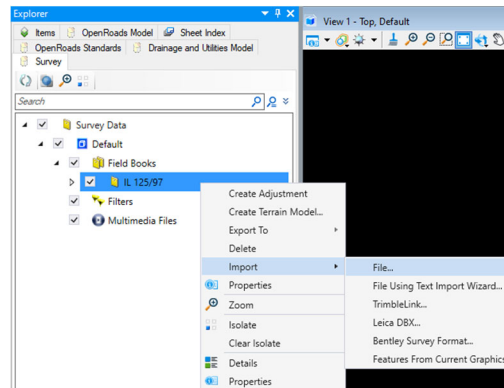 Explorer
Items OpenRoads Model Sheet Index
OpenRoads Standards Drainage and Utilities Model
Survey
Search
Survey Data
Default
Field Books
IL 125/97
Filters
Multimedia Files
View 1 - Top, Default
Create Adjustment
Create Terrain Model...
Export To
Delete
Import
Properties
Zoom
Isolate
Clear Isolate
Details
Properties
File...
File Using Text Import Wizard...
TrimbleLink...
Leica DBX...
Bentley Survey Format...
Features From Current Graphics